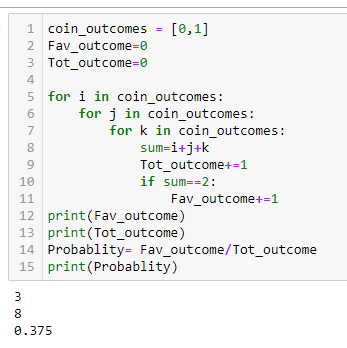 1 coin_outcomes = [0,1]
2 Fav_outcome=0
3 Tot_outcome=0
4
5 for i in coin_outcomes:
6     for j in coin_outcomes:
7         for k in coin_outcomes:
8             sum=i+j+k
9             Tot_outcome+=1
10             if sum==2:
11                 Fav_outcome+=1
12 print(Fav_outcome)
13 print(Tot_outcome)
14 Probablity= Fav_outcome/Tot_outcome
15 print(Probablity)
3
8
0.375